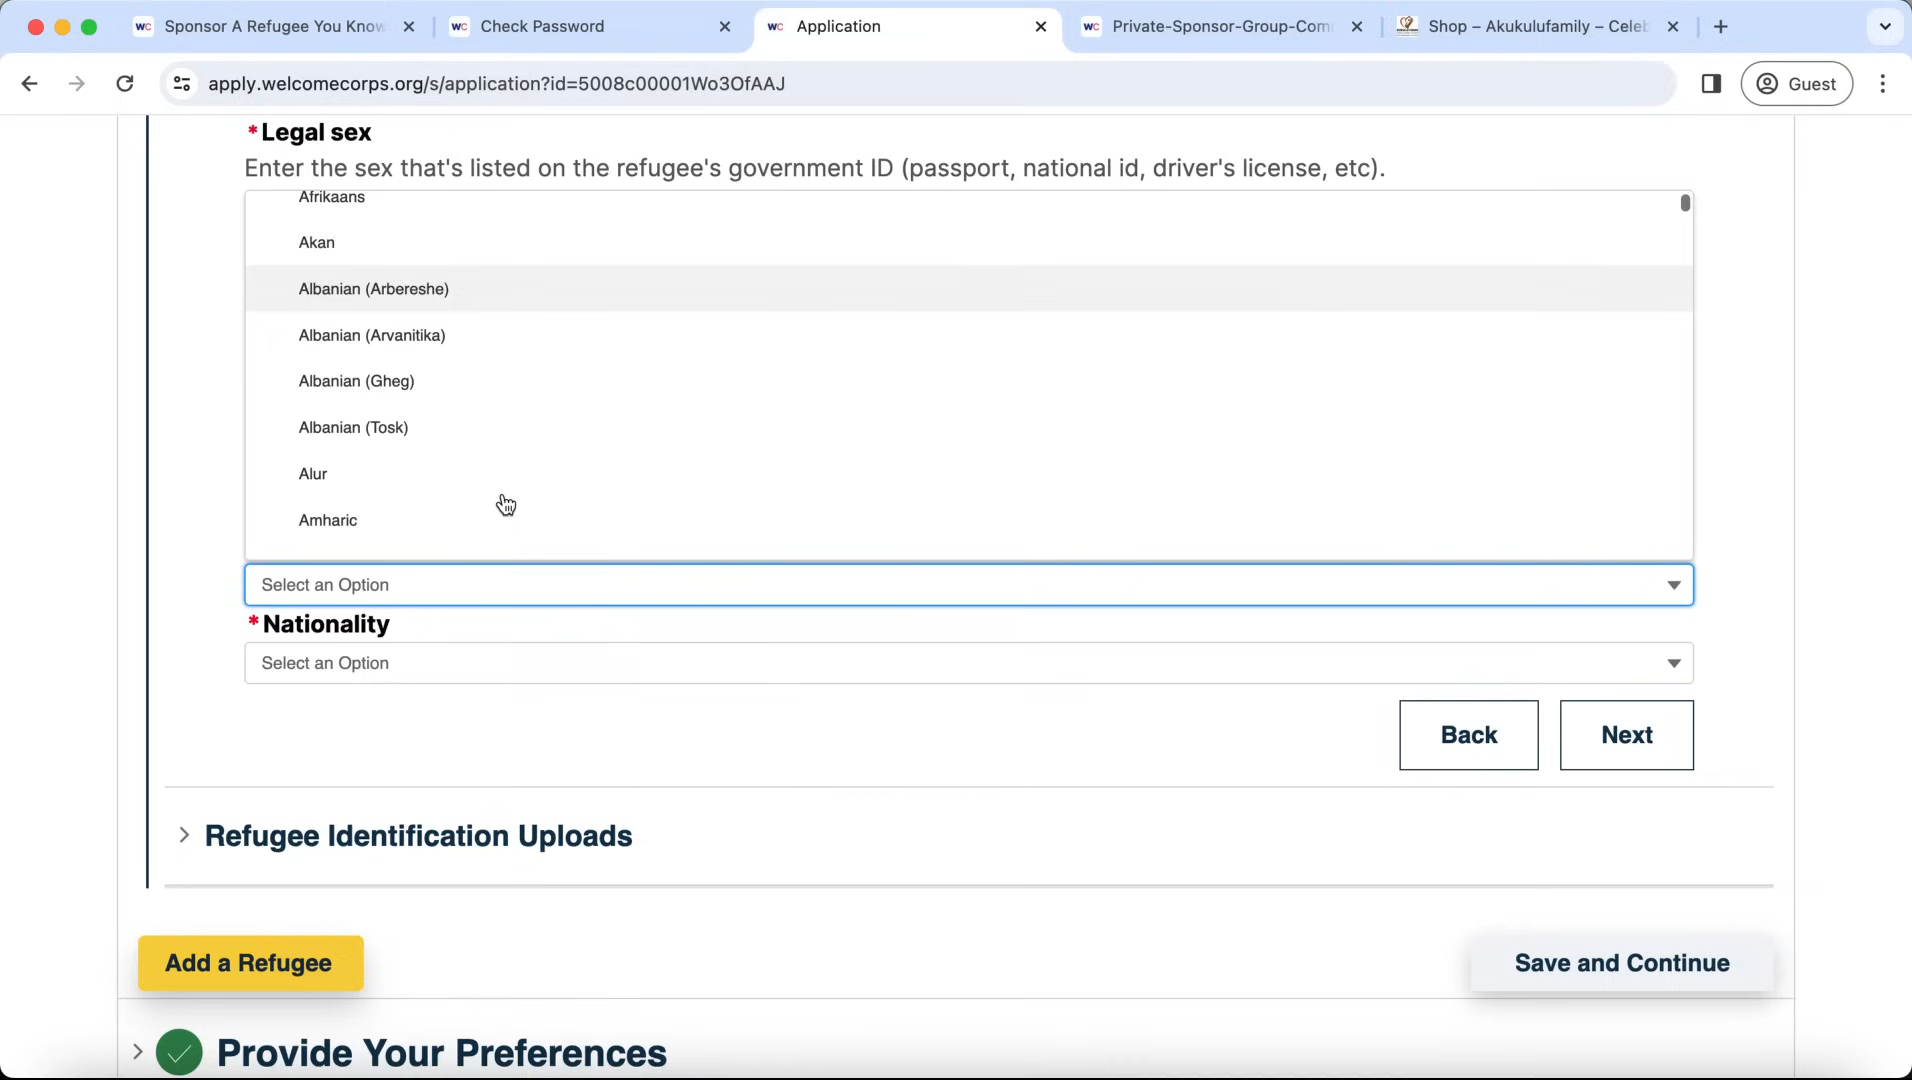 Sponsor A Refugee You Know
Check Password
Application
Private-Sponsor-Group-Com
Shop – Akukulufamily – Celeb
apply.welcomecorps.org/s/application?id=5008c00001Wo3OfAAJ
Guest
*Legal sex
Enter the sex that's listed on the refugee's government ID (passport, national id, driver's license, etc).
Afrikaans
Akan
Albanian (Arbereshe)
Albanian (Arvanitika)
Albanian (Gheg)
Albanian (Tosk)
Alur
Amharic
Select an Option
*Nationality
Select an Option
Back
Next
Refugee Identification Uploads
Add a Refugee
Save and Continue
Provide Your Preferences